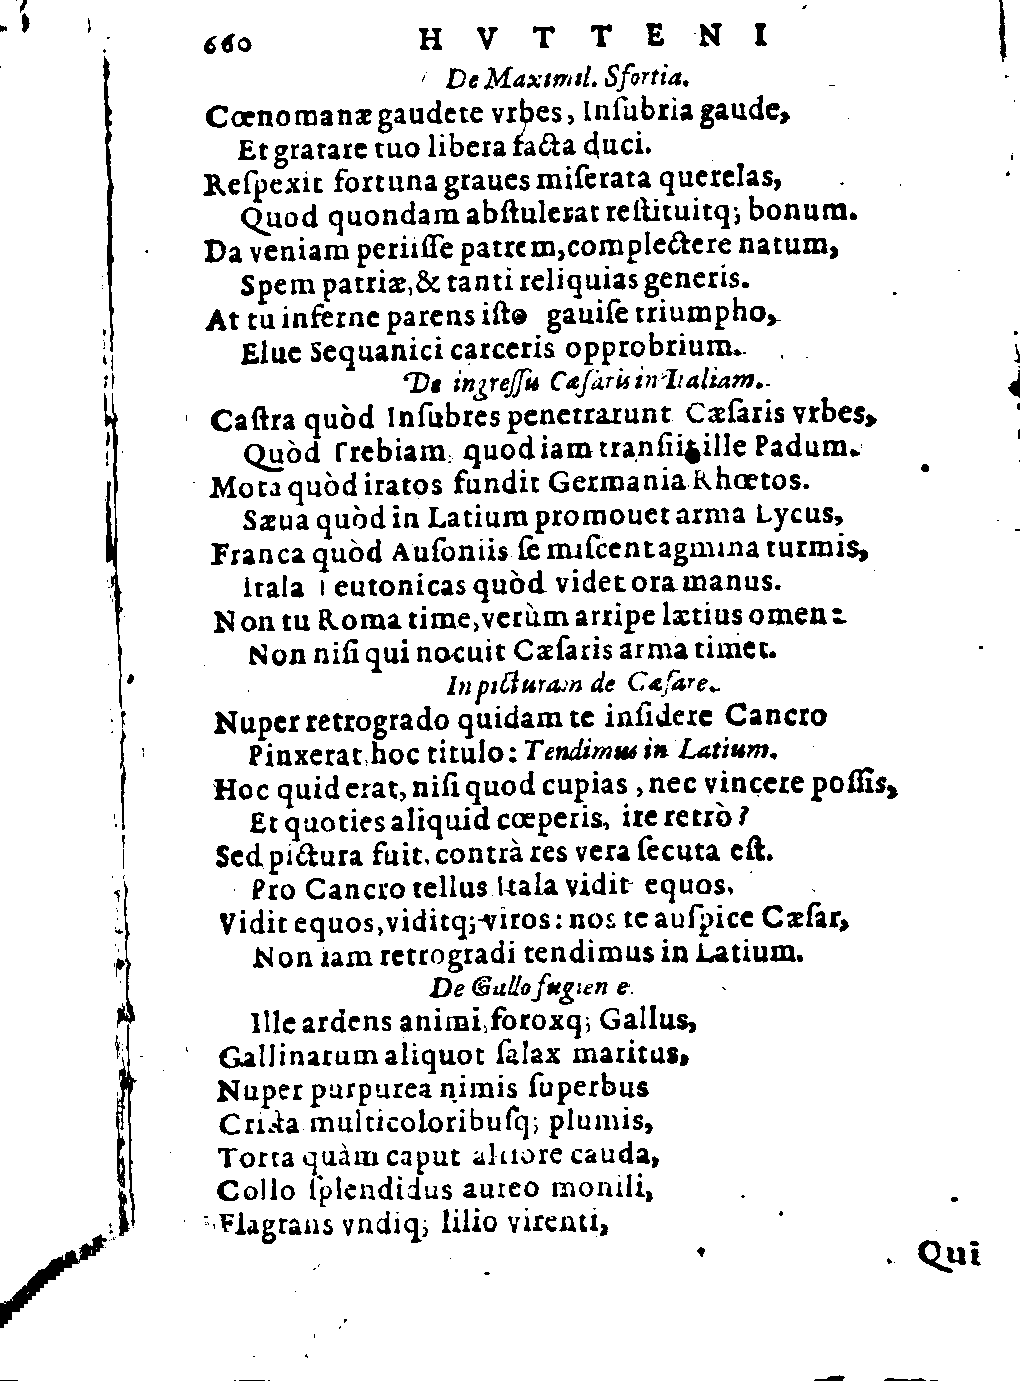 660 HVTTENI
De Maximil. Sfortia.
Cœnomanæ gaudete vrbes, Inſubria gaude,
Et gratare tuo libera facta duci.
Reſpexit fortuna graues miſerata querelas,
Quod quondam abſtulerat reſtituitq; bonum.
Da veniam periiſſe patrem, complectere natum,
Spem patriæ, & tanti reliquias generis.
At tu inferne parens iſto gauiſe triumpho,
Elue Sequanici carceris opprobrium.
De ingreſſu Cæſaris in Italiam.
Caſtra quòd Inſubres penetrarunt Cæſaris vrbes,
Quòd Trebiam, quod iam tranſiit ille Padum.
Mota quòd iratos fundit Germania Rhœtos.
Sæua quòd in Latium promouet arma Lycus,
Franca quòd Auſoniis ſe miſcent agmina turmis,
Itala Teutonicas quòd videt ora manus.
Non tu Roma time, verùm arripe lætius omen:
Non niſi qui nocuit Cæſaris arma timet.
In picturam de Cæſare.
Nuper retrogrado quidam te inſidere Cancro
Pinxerat, hoc titulo: Tendimus in Latium.
Hoc quid erat, niſi quod cupias, nec vincere poſſis,
Et quoties aliquid cœperis, ire retrò?
Sed pictura fuit, contrà res vera ſecuta eſt.
Pro Cancro tellus Itala vidit equos,
Vidit equos, viditq; viros: nos te auſpice Cæſar,
Non iam retrogradi tendimus in Latium.
De Gallo fugiente.
Ille ardens animi, foroxq; Gallus,
Gallinarum aliquot ſalax maritus,
Nuper purpurea nimis ſuperbus
Criſta multicoloribuſq; plumis,
Torta quàm caput altiore cauda,
Collo ſplendidus aureo monili,
Flagrans vndiq; lilio virenti,
Qui